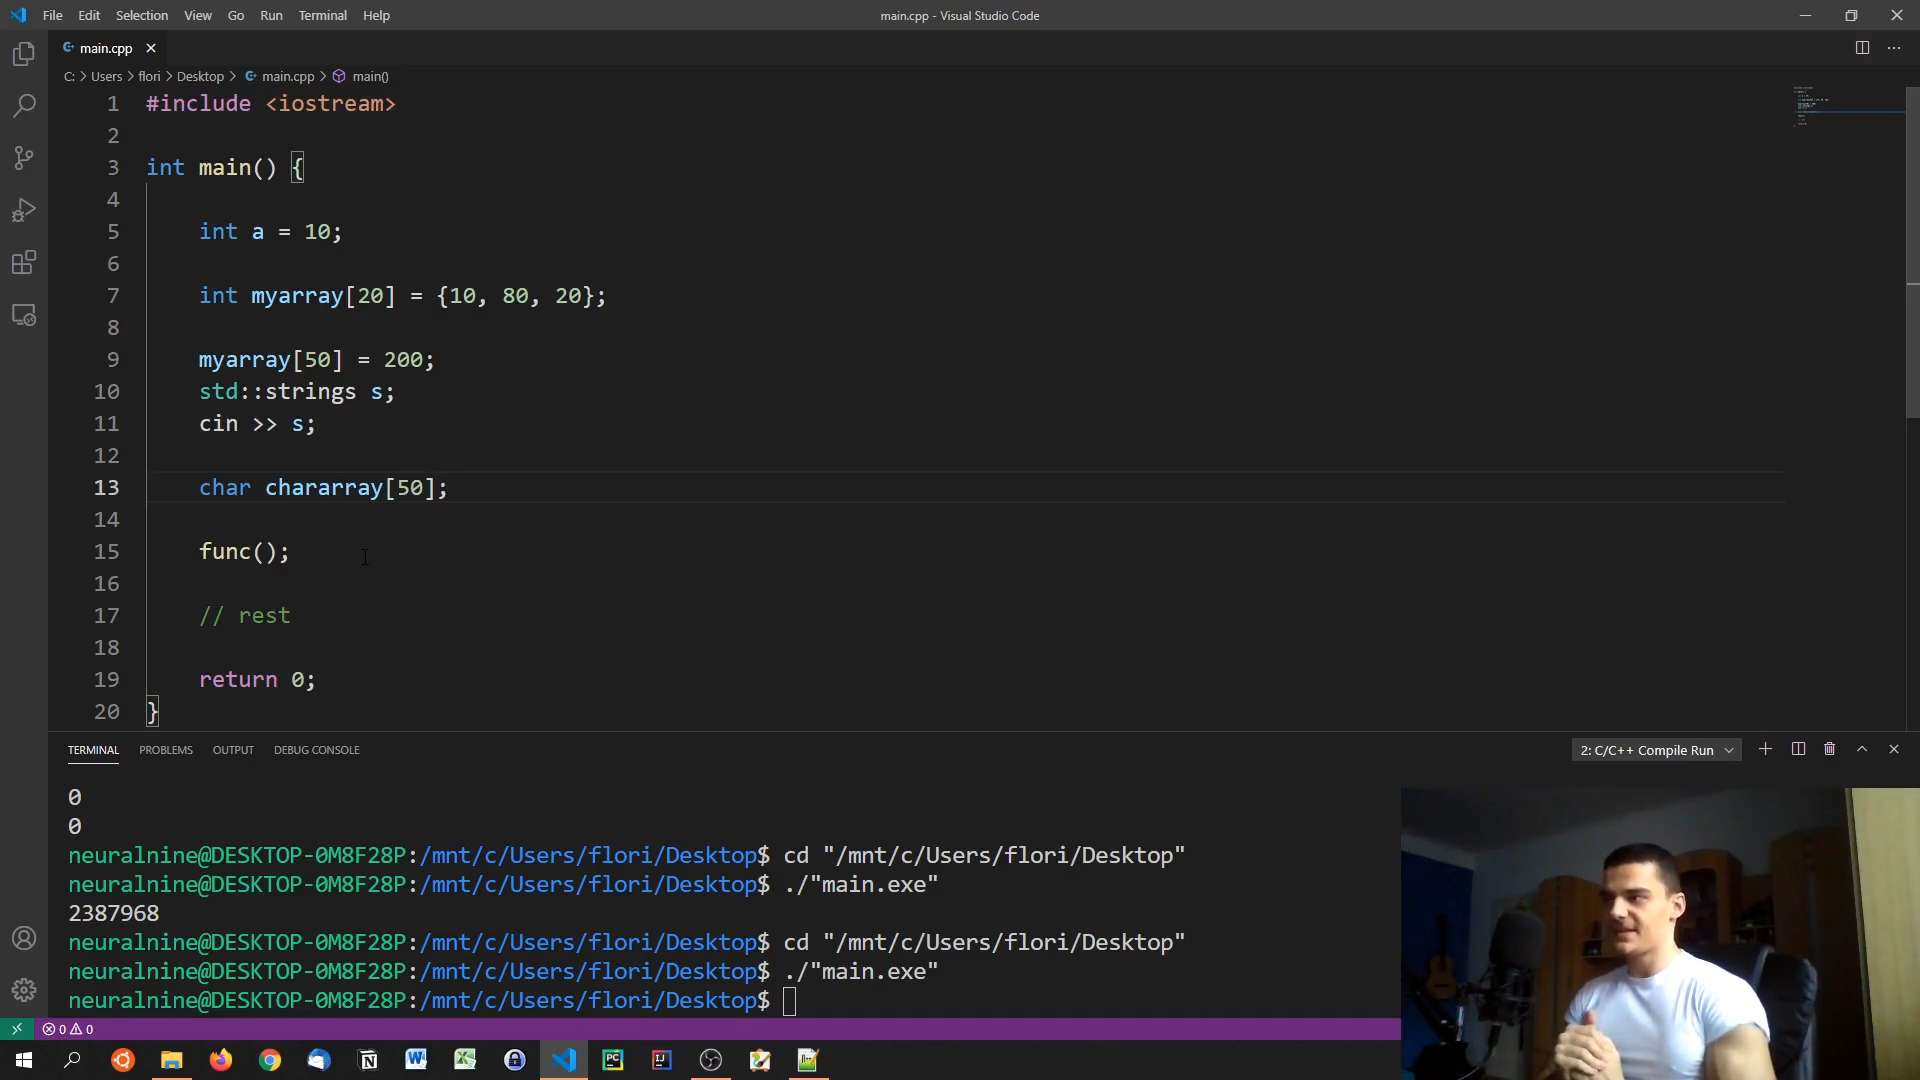 File Edit Selection View Go Run Terminal Help
main.cpp - Visual Studio Code
main.cpp
C: > Users > flori > Desktop > main.cpp > main()
1 #include <iostream>
2
3 int main() {
4
5 int a = 10;
6
7 int myarray[20] = {10, 80, 20};
8
9 myarray[50] = 200;
10 std::strings s;
11 cin >> s;
12
13 char chararray[50];
14
15 func();
16
17 // rest
18
19 return 0;
20 }
TERMINAL PROBLEMS OUTPUT DEBUG CONSOLE
2: C/C++ Compile Run
0
0
neuralnine@DESKTOP-0M8F28P:/mnt/c/Users/flori/Desktop$ cd "/mnt/c/Users/flori/Desktop"
neuralnine@DESKTOP-0M8F28P:/mnt/c/Users/flori/Desktop$ ./"main.exe"
2387968
neuralnine@DESKTOP-0M8F28P:/mnt/c/Users/flori/Desktop$ cd "/mnt/c/Users/flori/Desktop"
neuralnine@DESKTOP-0M8F28P:/mnt/c/Users/flori/Desktop$ ./"main.exe"
neuralnine@DESKTOP-0M8F28P:/mnt/c/Users/flori/Desktop$
0 0